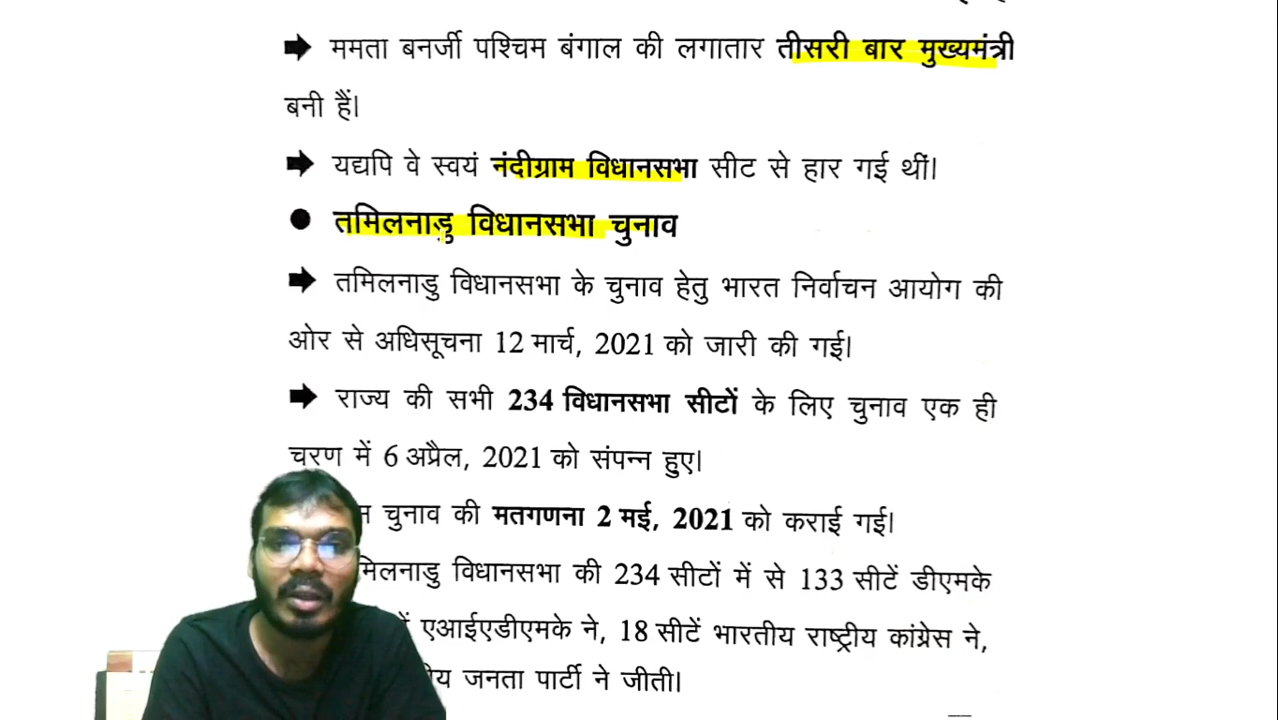 ➡ ममता बनर्जी पश्चिम बंगाल की लगातार तीसरी बार मुख्यमंत्री
बनी हैं।
➡ यद्यपि वे स्वयं नंदीग्राम विधानसभा सीट से हार गई थीं।
● तमिलनाडु विधानसभा चुनाव
➡ तमिलनाडु विधानसभा के चुनाव हेतु भारत निर्वाचन आयोग की
ओर से अधिसूचना 12 मार्च, 2021 को जारी की गई।
➡ राज्य की सभी 234 विधानसभा सीटों के लिए चुनाव एक ही
चरण में 6 अप्रैल, 2021 को संपन्न हुए।
चुनाव की मतगणना 2 मई, 2021 को कराई गई।
विधानसभा की 234 सीटों में से 133 सीटें डीएमके
एआईएडीएमके ने, 18 सीटें भारतीय राष्ट्रीय कांग्रेस ने,
जनता पार्टी ने जीती।